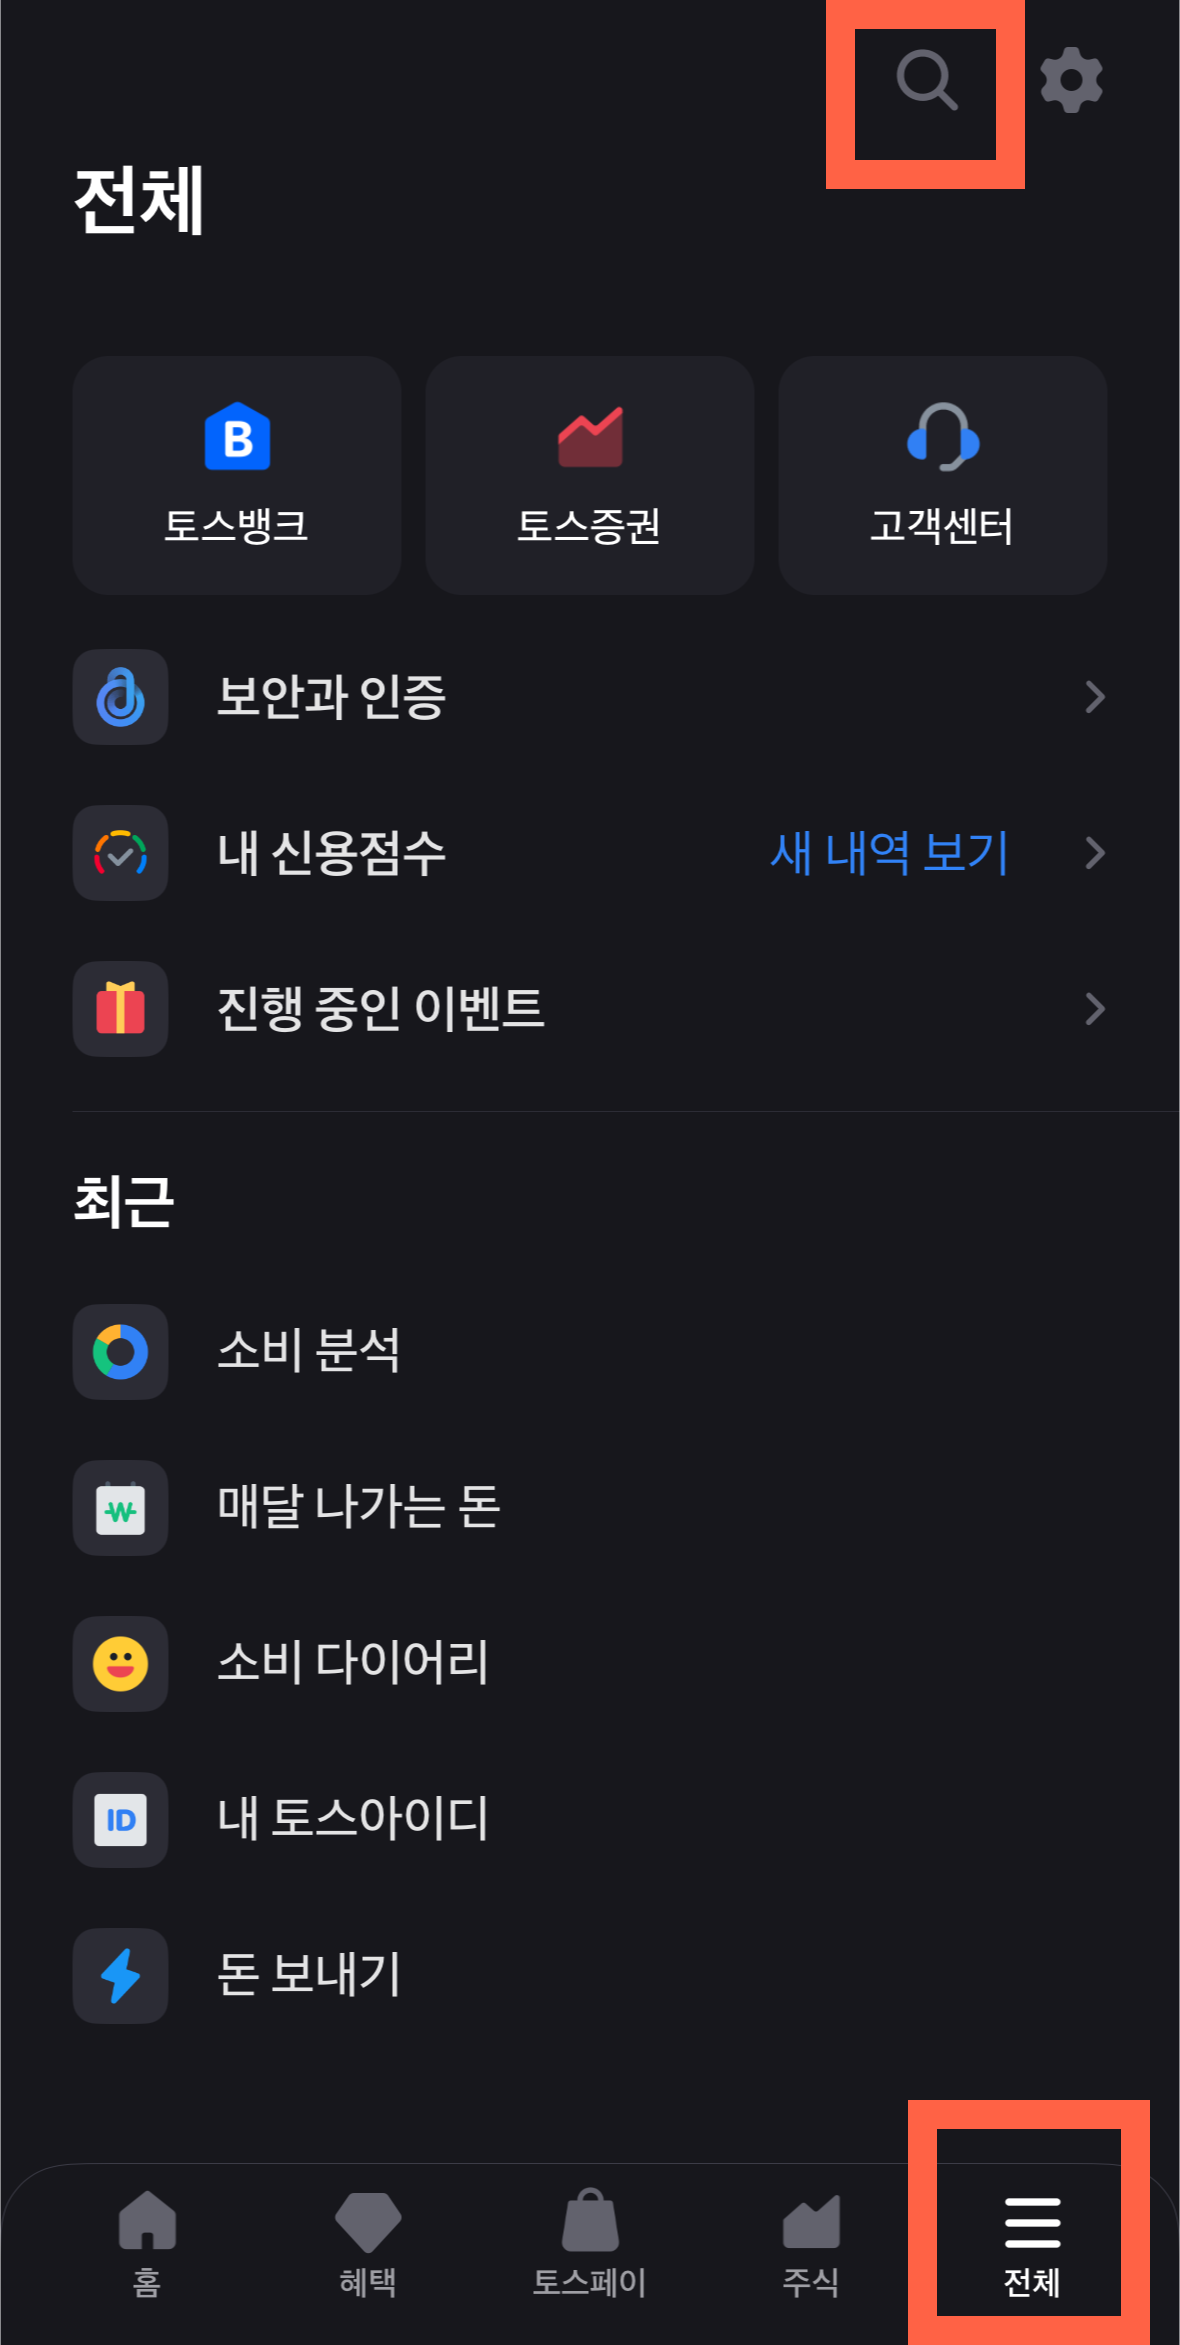 전체
B
토스뱅크
토스증권
고객센터
보안과 인증
내 신용점수
새 내역 보기
진행 중인 이벤트
최근
소비 분석
₩
매달 나가는 돈
소비 다이어리
ID
내 토스아이디
돈 보내기
홈
혜택
토스페이
주식
전체